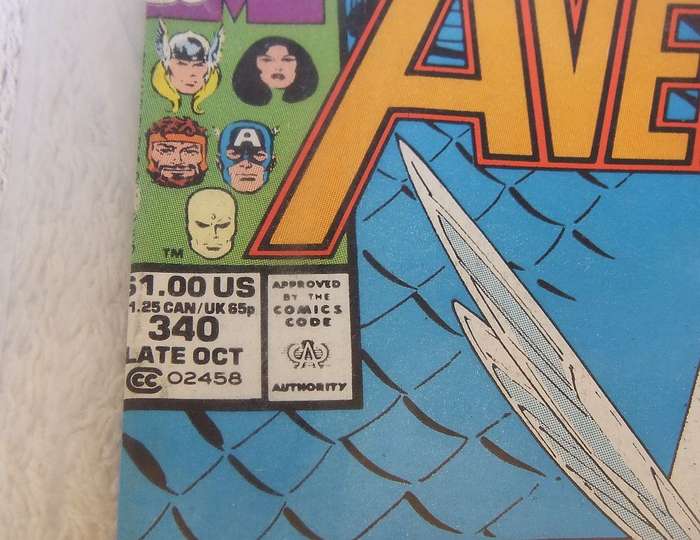 AVE
A
TM
$1.00 US
1.25 CAN/UK 65p
340
LATE OCT
CC 02458
APPROVED
BY THE
COMICS
CODE
A
AUTHORITY